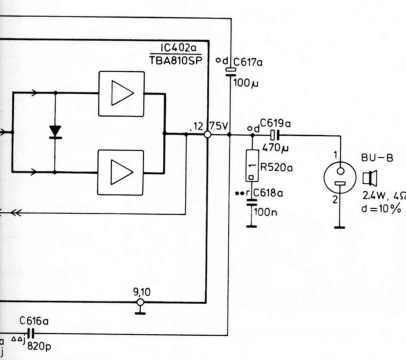 IC402a
TBA810SP
d C617a
100µ
12 7.5V
d C619a
470µ
1
R520a
r C618a
100n
1
2
BU-B
2.4W, 4Ω
d=10%
9,10
C616a
820p
a
j
j